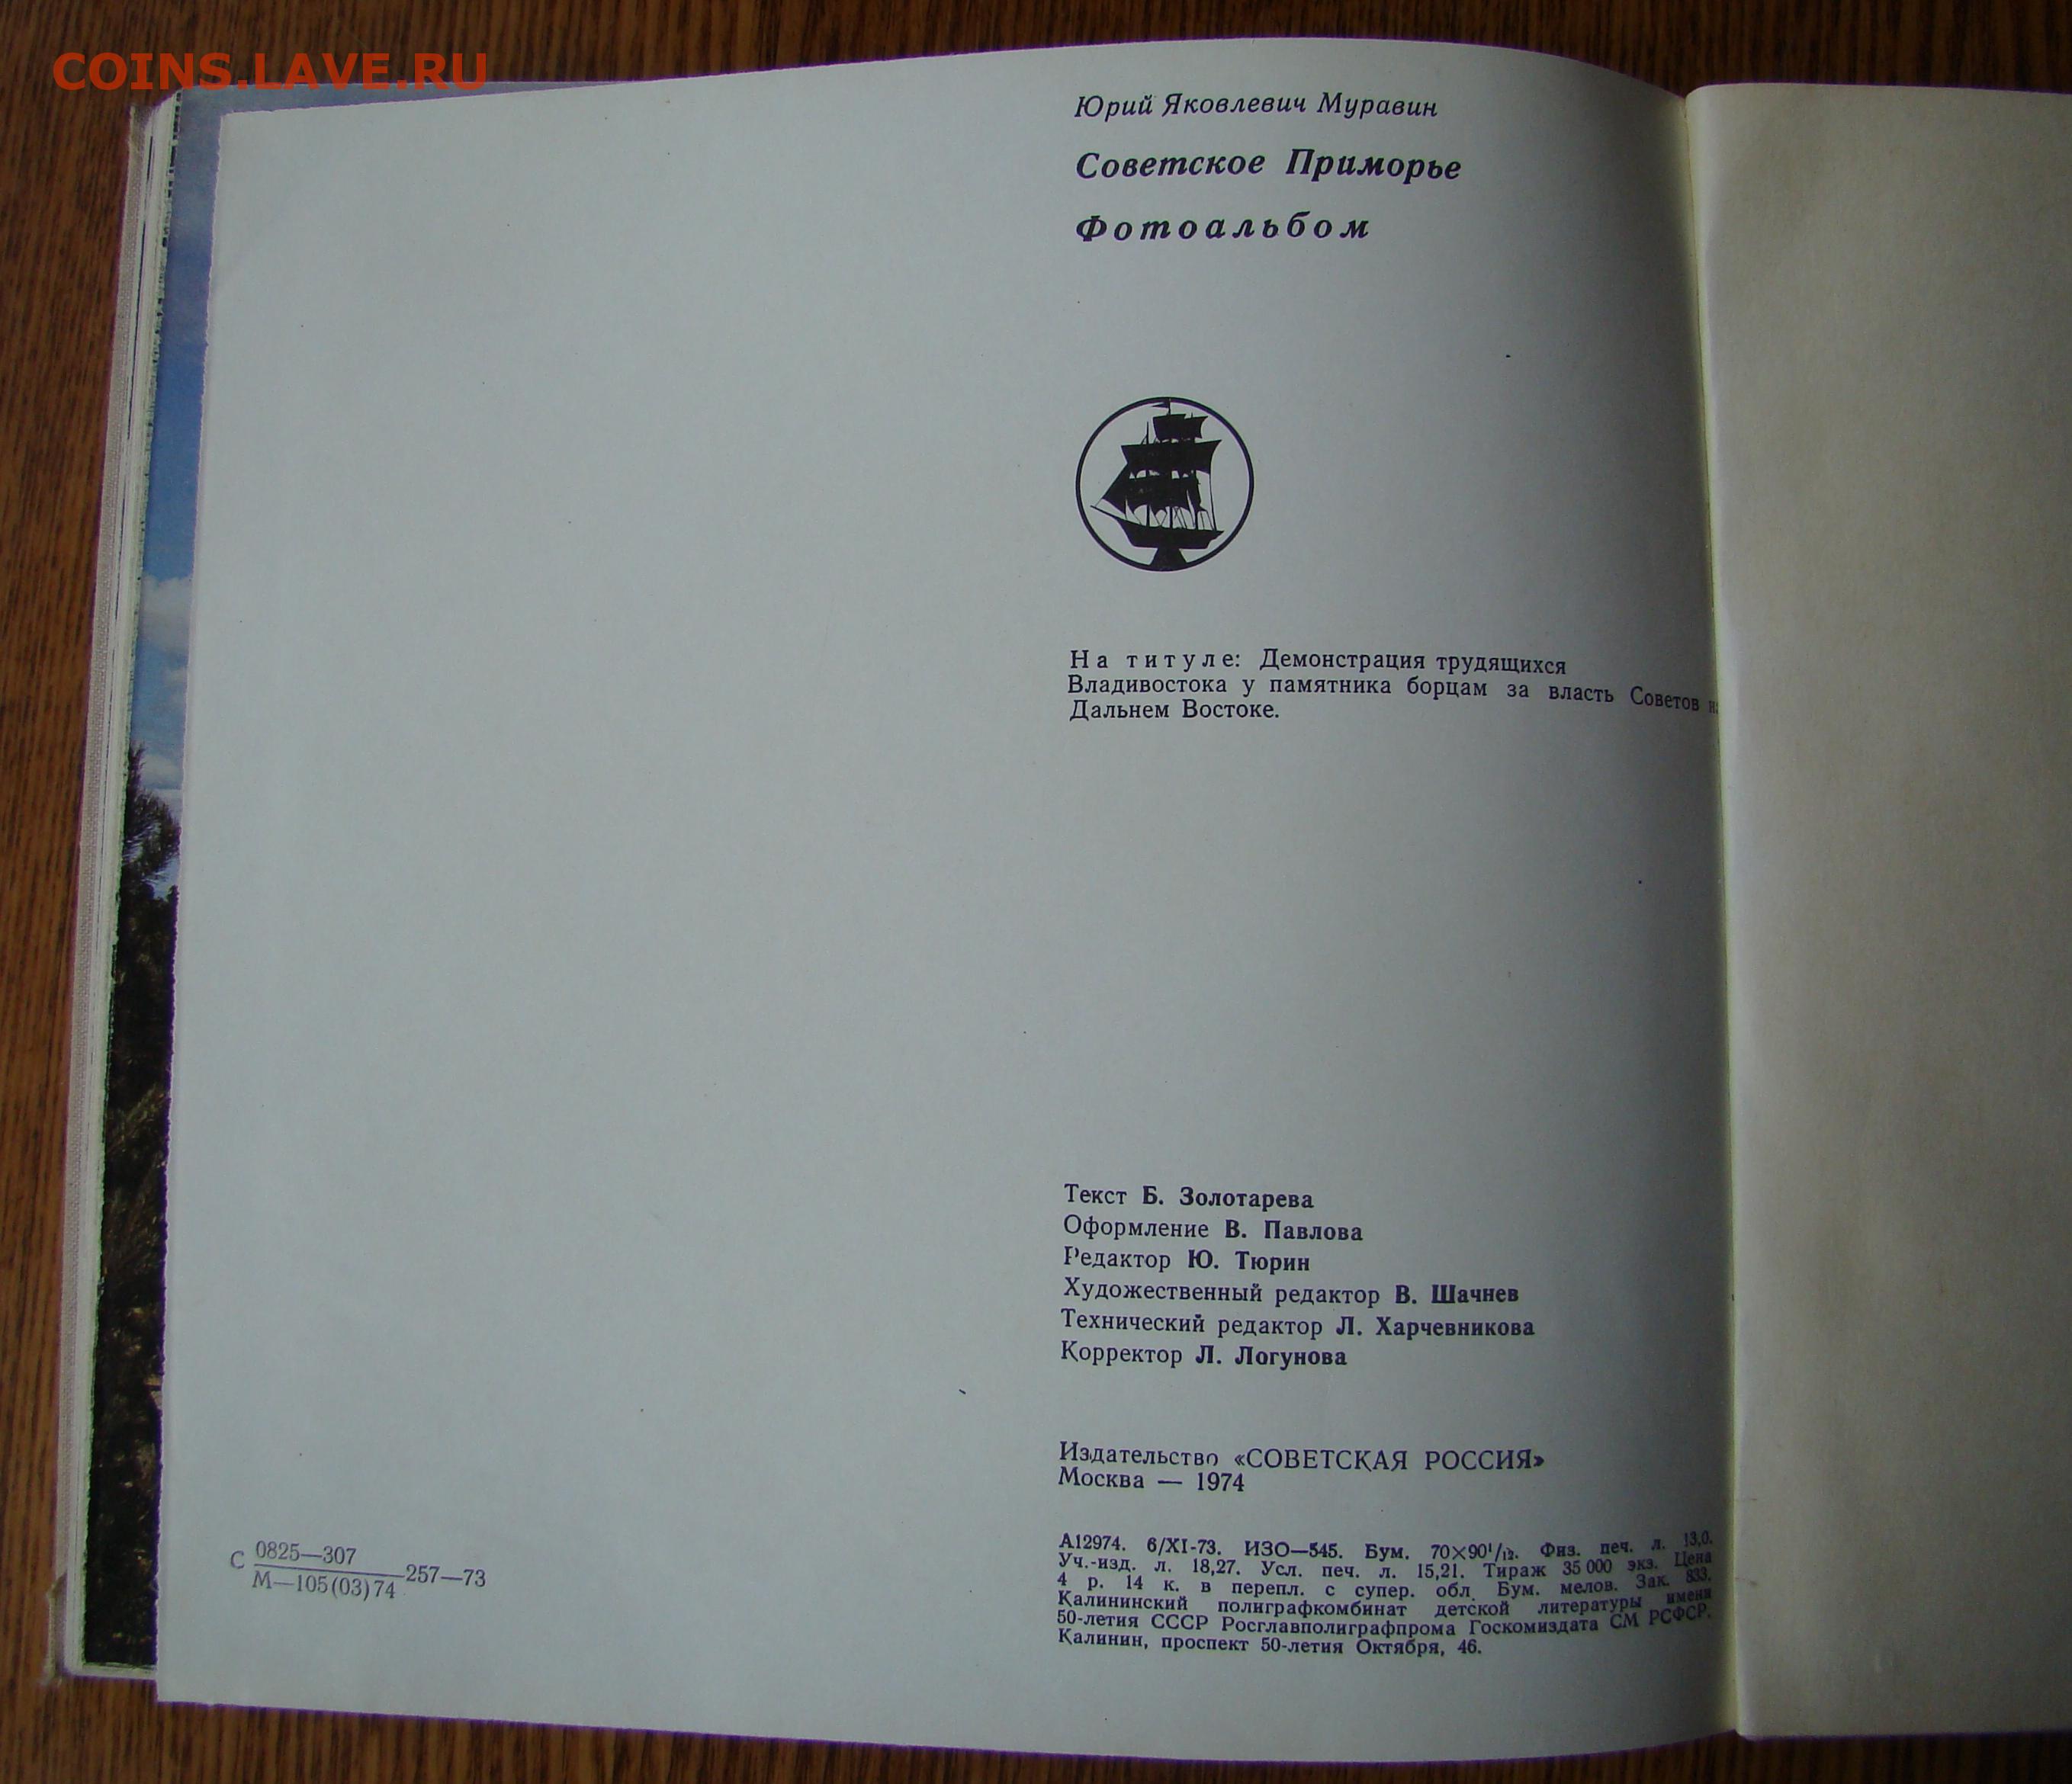 COINS.LAVE.RU
Юрий Яковлевич Муравин
Советское Приморье
Фотоальбом
На титуле: Демонстрация трудящихся
Владивостока у памятника борцам за власть Советов
Дальнем Востоке.
Текст Б. Золотарева
Оформление В. Павлова
Редактор Ю. Тюрин
Художественный редактор В. Шачнев
Технический редактор Л. Харчевникова
Корректор Л. Логунова
Издательство «СОВЕТСКАЯ РОССИЯ»
Москва — 1974
С 0825—307
М—105(03)74 257—73
А12974. 6/XI-73. ИЗО—545. Бум. 70×90¹/₁₂. Физ. печ. л. 13,0.
Уч.-изд. л. 18,27. Усл. печ. л. 15,21. Тираж 35 000 экз. Цена
4 р. 14 к. в перепл. с супер. обл. Бум. мелов. Зак. 833.
Калининский полиграфкомбинат детской литературы имени
50-летия СССР Росглавполиграфпрома Госкомиздата СМ РСФСР.
Калинин, проспект 50-летия Октября, 46.